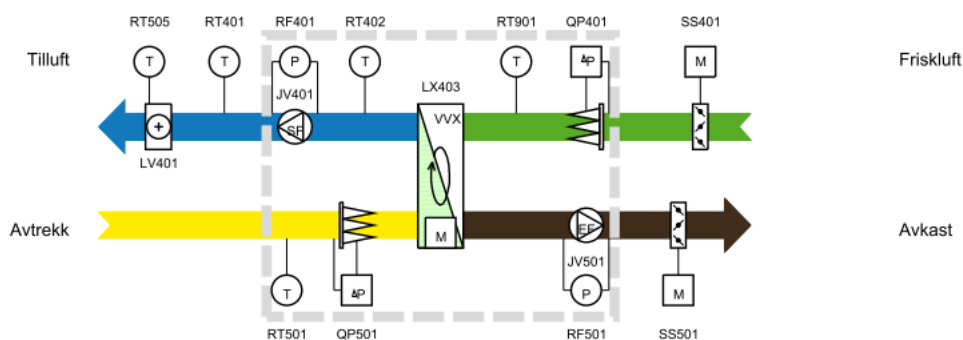 RT505 RT401 RF401 RT402 RT901 QP401 SS401
Tilluft T T P T T ΔP M Friskluft
JV401 LX403
SF VVX
LV401
Avtrekk M EF Avkast
JV501
T ΔP P M
RT501 QP501 RF501 SS501